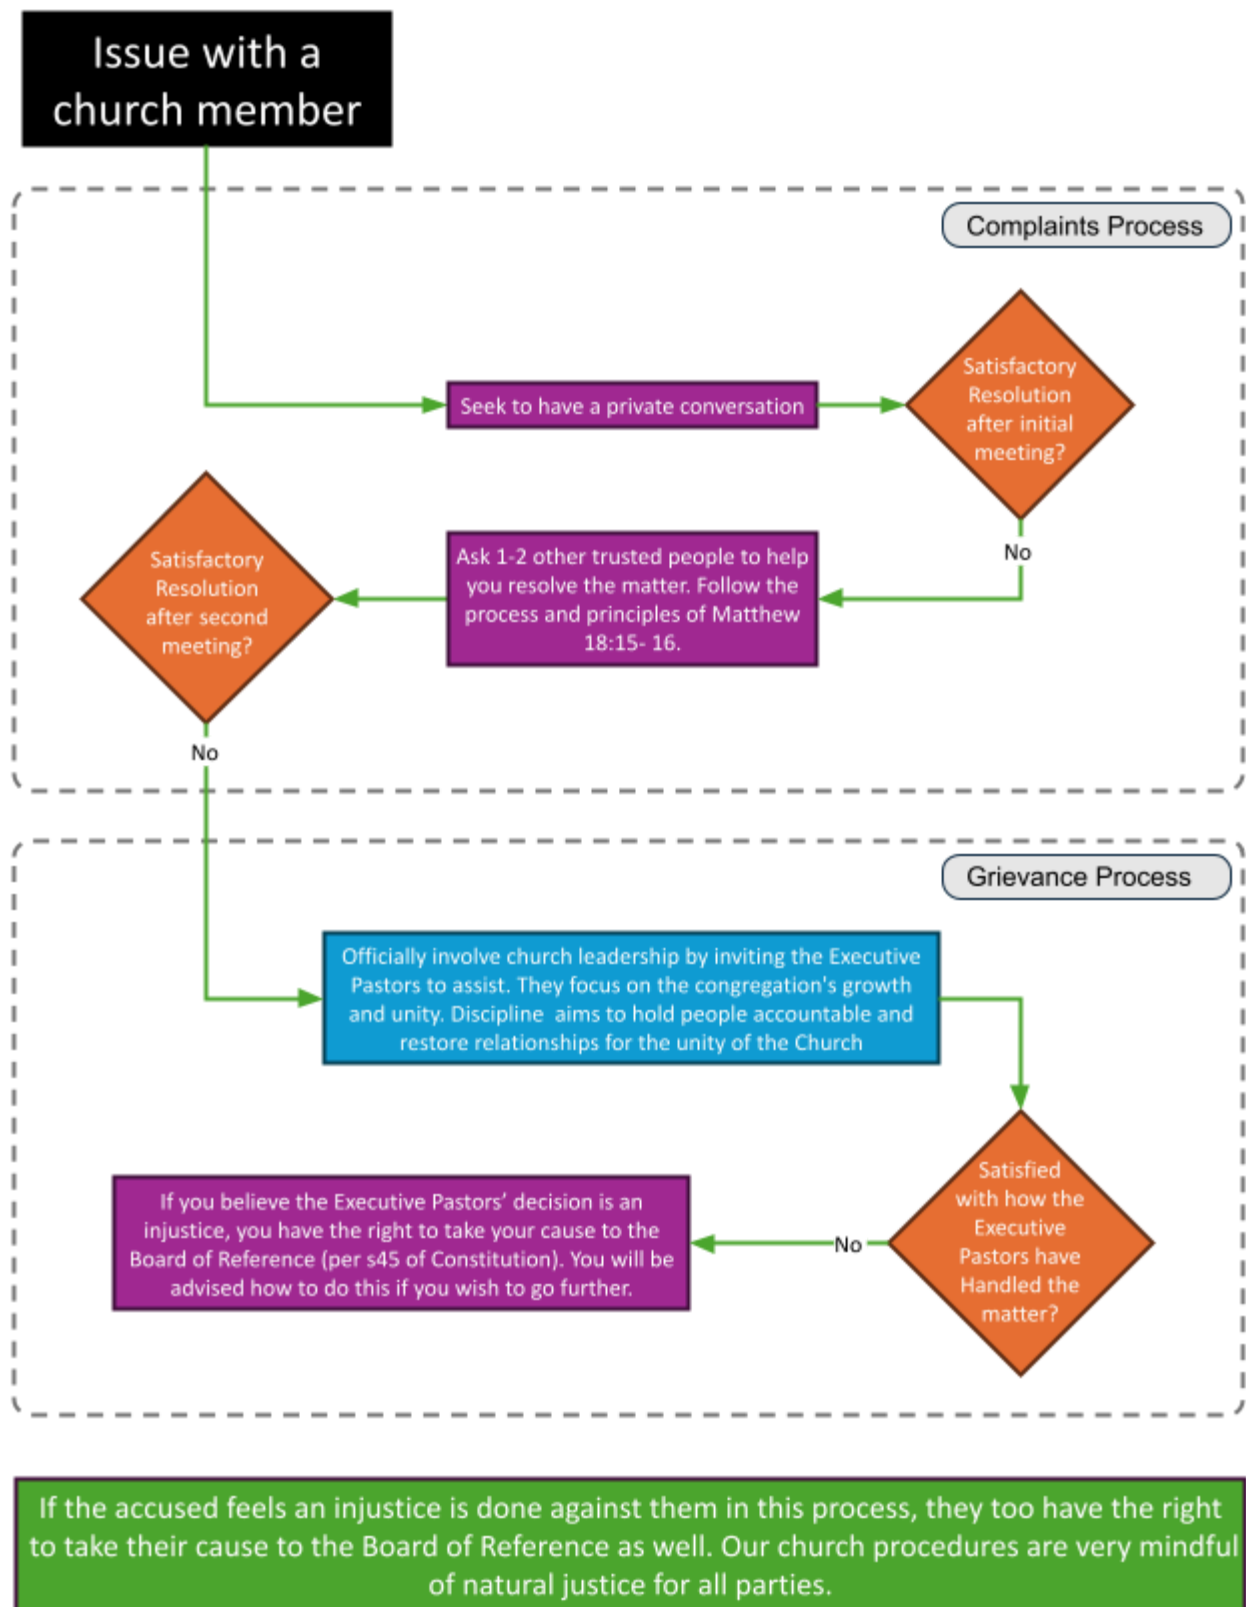 Issue with a
church member
Complaints Process
Seek to have a private conversation
Satisfactory
Resolution
after initial
meeting?
No
Ask 1-2 other trusted people to help
you resolve the matter. Follow the
process and principles of Matthew
18:15- 16.
Satisfactory
Resolution
after second
meeting?
No
Grievance Process
Officially involve church leadership by inviting the Executive
Pastors to assist. They focus on the congregation's growth
and unity. Discipline  aims to hold people accountable and
restore relationships for the unity of the Church
Satisfied
with how the
Executive
Pastors have
Handled the
matter?
No
If you believe the Executive Pastors’ decision is an
injustice, you have the right to take your cause to the
Board of Reference (per s45 of Constitution). You will be
advised how to do this if you wish to go further.
If the accused feels an injustice is done against them in this process, they too have the right
to take their cause to the Board of Reference as well. Our church procedures are very mindful
of natural justice for all parties.